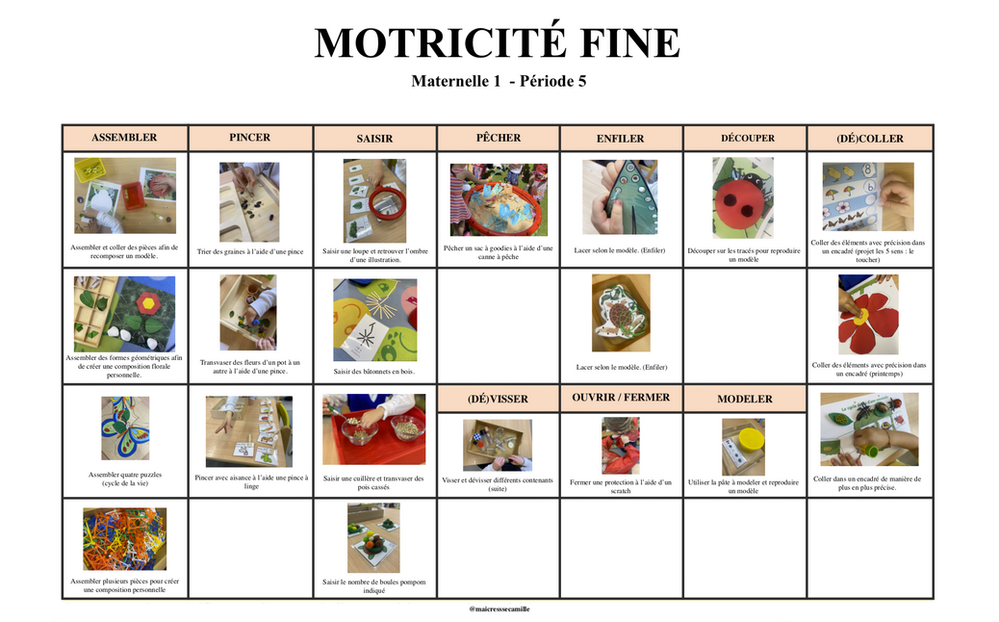 MOTRICITÉ FINE
Maternelle 1 - Période 5
ASSEMBLER
PINCER
SAISIR
PÊCHER
ENFILER
DÉCOUPER
(DÉ)COLLER
Assembler et coller des pièces afin de
recomposer un modèle.
Trier des graines à l'aide d'une pince
Saisir une loupe et retrouver l'ombre
d'une illustration.
Pêcher un sac à goodies à l'aide d'une
canne à pêche
Lacer selon le modèle. (Enfiler)
Découper sur les tracés pour reproduire
un modèle
Coller des éléments avec précision dans
un encadré (projet les 5 sens : le
toucher)
Assembler des formes géométriques afin
de créer une composition florale
personnelle.
Transvaser des fleurs d'un pot à un
autre à l'aide d'une pince.
Saisir des bâtonnets en bois.
Lacer selon le modèle. (Enfiler)
Coller des éléments avec précision dans
un encadré (printemps)
(DÉ)VISSER
OUVRIR / FERMER
MODELER
Assembler quatre puzzles
(cycle de la vie)
Pincer avec aisance à l'aide une pince à
linge
Saisir une cuillère et transvaser des
pois cassés
Visser et dévisser différents contenants
(suite)
Fermer une protection à l'aide d'un
scratch
Utiliser la pâte à modeler et reproduire
un modèle
Coller dans un encadré de manière de
plus en plus précise.
Assembler plusieurs pièces pour créer
une composition personnelle
Saisir le nombre de boules pompom
indiqué
@maicresssecamille